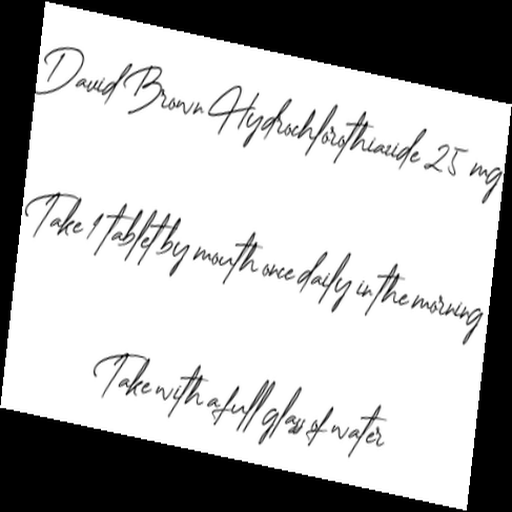 David Brown Hydrochlorothiazide 25 mg
Take 1 tablet by mouth once daily in the morning
Take with a full glass of water